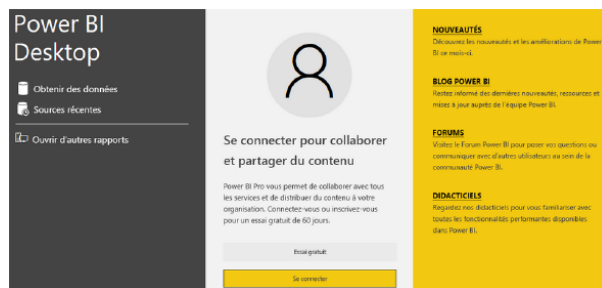 Power BI
Desktop
Obtenir des données
Sources récentes
Ouvrir d'autres rapports
Se connecter pour collaborer
et partager du contenu
Power BI Pro vous permet de collaborer avec tous
les services et de distribuer du contenu à votre
organisation. Connectez-vous ou inscrivez-vous
pour un essai gratuit de 60 jours.
Essai gratuit
Se connecter
NOUVEAUTÉS
Découvrez les nouveautés et les améliorations de Power
BI ce mois-ci.
BLOG POWER BI
Restez informé des dernières nouveautés, ressources et
mises à jour auprès de l'équipe Power BI.
FORUMS
Visitez le Forum Power BI pour poser vos questions ou
communiquer avec d'autres utilisateurs au sein de la
communauté Power BI.
DIDACTICIELS
Regardez nos didacticiels pour vous familiariser avec
toutes les fonctionnalités performantes disponibles
dans Power BI.